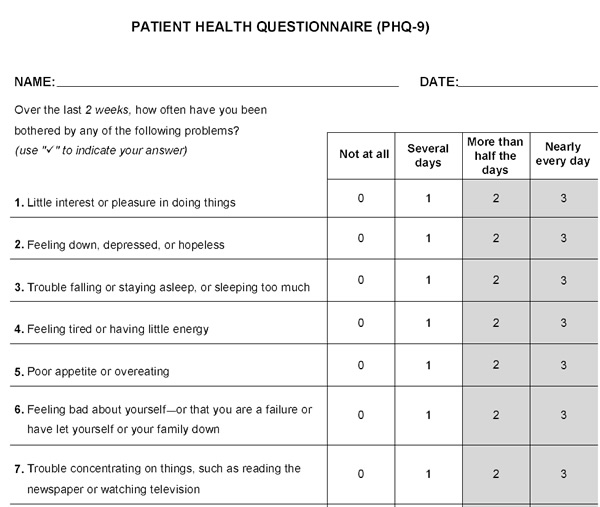 PATIENT HEALTH QUESTIONNAIRE (PHQ-9)
NAME: DATE:
Over the last 2 weeks, how often have you been
bothered by any of the following problems?
(use "✓" to indicate your answer)
Not at all
Several
days
More than
half the
days
Nearly
every day
1. Little interest or pleasure in doing things 0 1 2 3
2. Feeling down, depressed, or hopeless 0 1 2 3
3. Trouble falling or staying asleep, or sleeping too much 0 1 2 3
4. Feeling tired or having little energy 0 1 2 3
5. Poor appetite or overeating 0 1 2 3
6. Feeling bad about yourself—or that you are a failure or
have let yourself or your family down 0 1 2 3
7. Trouble concentrating on things, such as reading the
newspaper or watching television 0 1 2 3